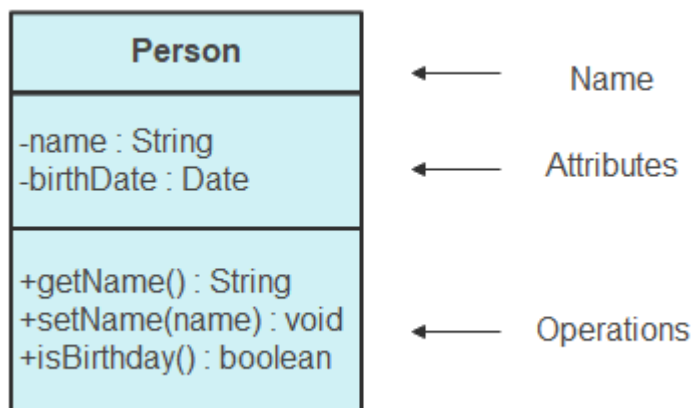 Person
Name
-name : String
-birthDate : Date
Attributes
+getName() : String
+setName(name) : void
+isBirthday() : boolean
Operations